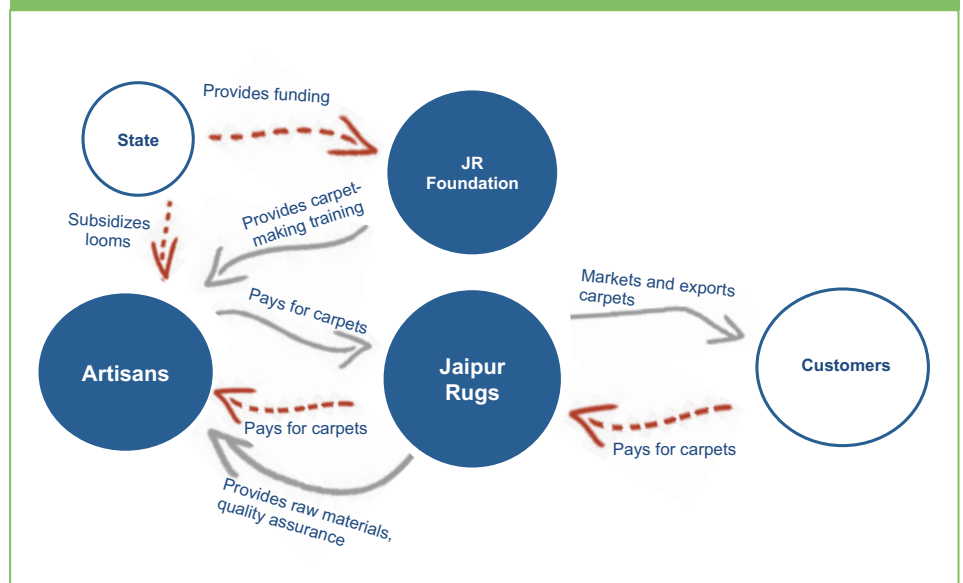 Provides funding
State
JR
Foundation
Provides carpet-
making training
Subsidizes
looms
Markets and exports
carpets
Pays for carpets
Artisans
Jaipur
Rugs
Customers
Pays for carpets
Pays for carpets
Provides raw materials,
quality assurance